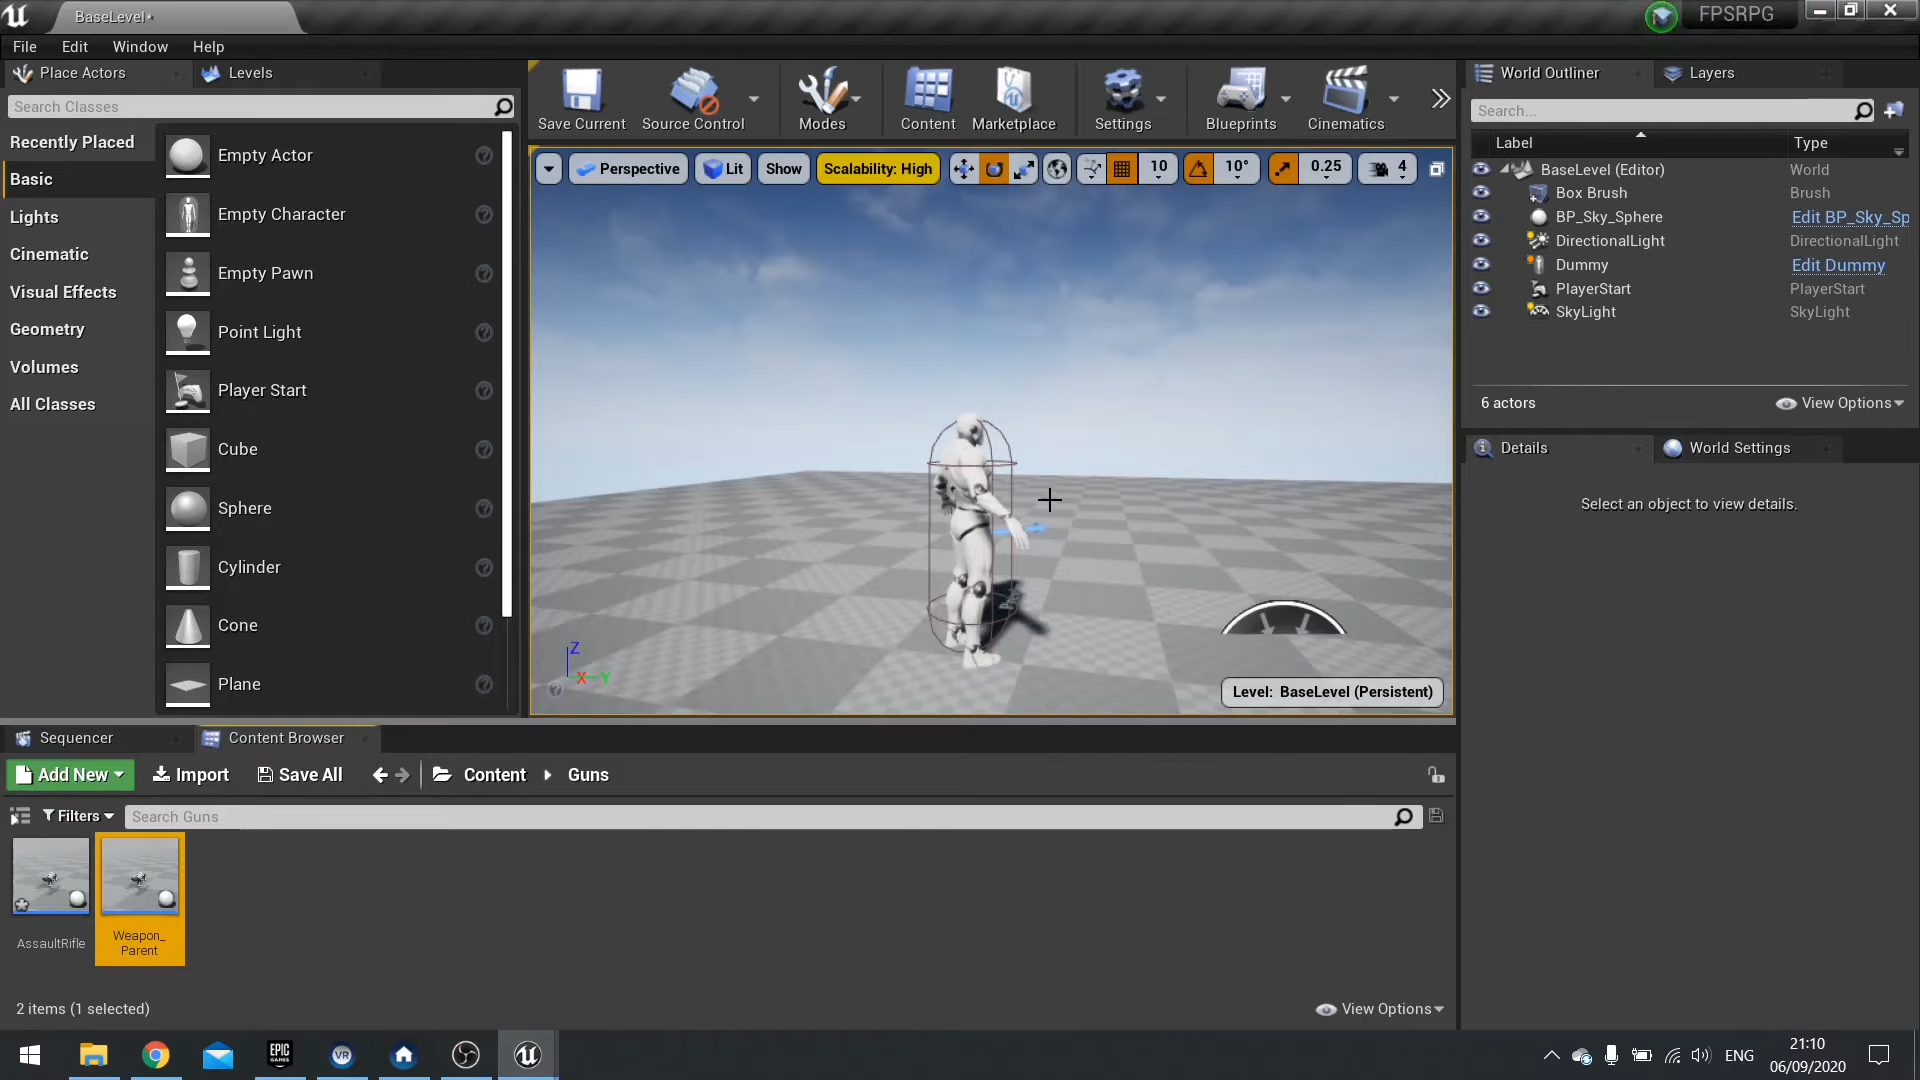 BaseLevel*
FPSRPG
File Edit Window Help
Place Actors
Levels
Search Classes
Recently Placed
Basic
Lights
Cinematic
Visual Effects
Geometry
Volumes
All Classes
Empty Actor
Empty Character
Empty Pawn
Point Light
Player Start
Cube
Sphere
Cylinder
Cone
Plane
Save Current
Source Control
Modes
Content
Marketplace
Settings
Blueprints
Cinematics
Perspective
Lit
Show
Scalability: High
10
10°
0.25
4
Z
X
Y
Level: BaseLevel (Persistent)
World Outliner
Layers
Search...
Label Type
BaseLevel (Editor) World
Box Brush Brush
BP_Sky_Sphere Edit BP_Sky_Sp
DirectionalLight DirectionalLight
Dummy Edit Dummy
PlayerStart PlayerStart
SkyLight SkyLight
6 actors
View Options
Details
World Settings
Select an object to view details.
Sequencer
Content Browser
Add New
Import
Save All
Content
Guns
Filters
Search Guns
AssaultRifle
Weapon_
Parent
2 items (1 selected)
View Options
EPIC
GAMES
VR
ENG
21:10
06/09/2020